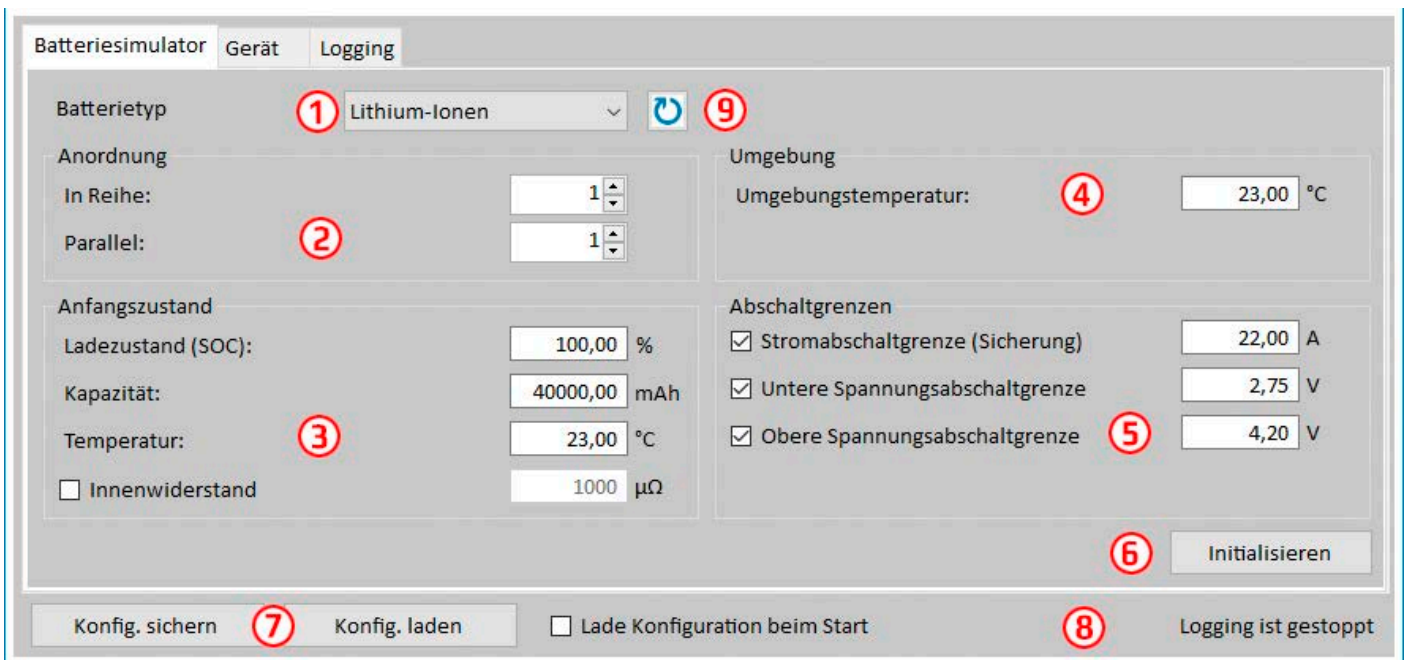 Batteriesimulator Gerät Logging
Batterietyp 1 Lithium-Ionen 9
Anordnung
In Reihe: 1
2
Parallel: 1
Umgebung
Umgebungstemperatur: 4 23,00 °C
Anfangszustand
Ladezustand (SOC): 100,00 %
Kapazität: 40000,00 mAh
Temperatur: 3 23,00 °C
Innenwiderstand 1000 µΩ
Abschaltgrenzen
Stromabschaltgrenze (Sicherung) 22,00 A
Untere Spannungsabschaltgrenze 2,75 V
Obere Spannungsabschaltgrenze 5 4,20 V
6 Initialisieren
Konfig. sichern 7 Konfig. laden Lade Konfiguration beim Start 8 Logging ist gestoppt